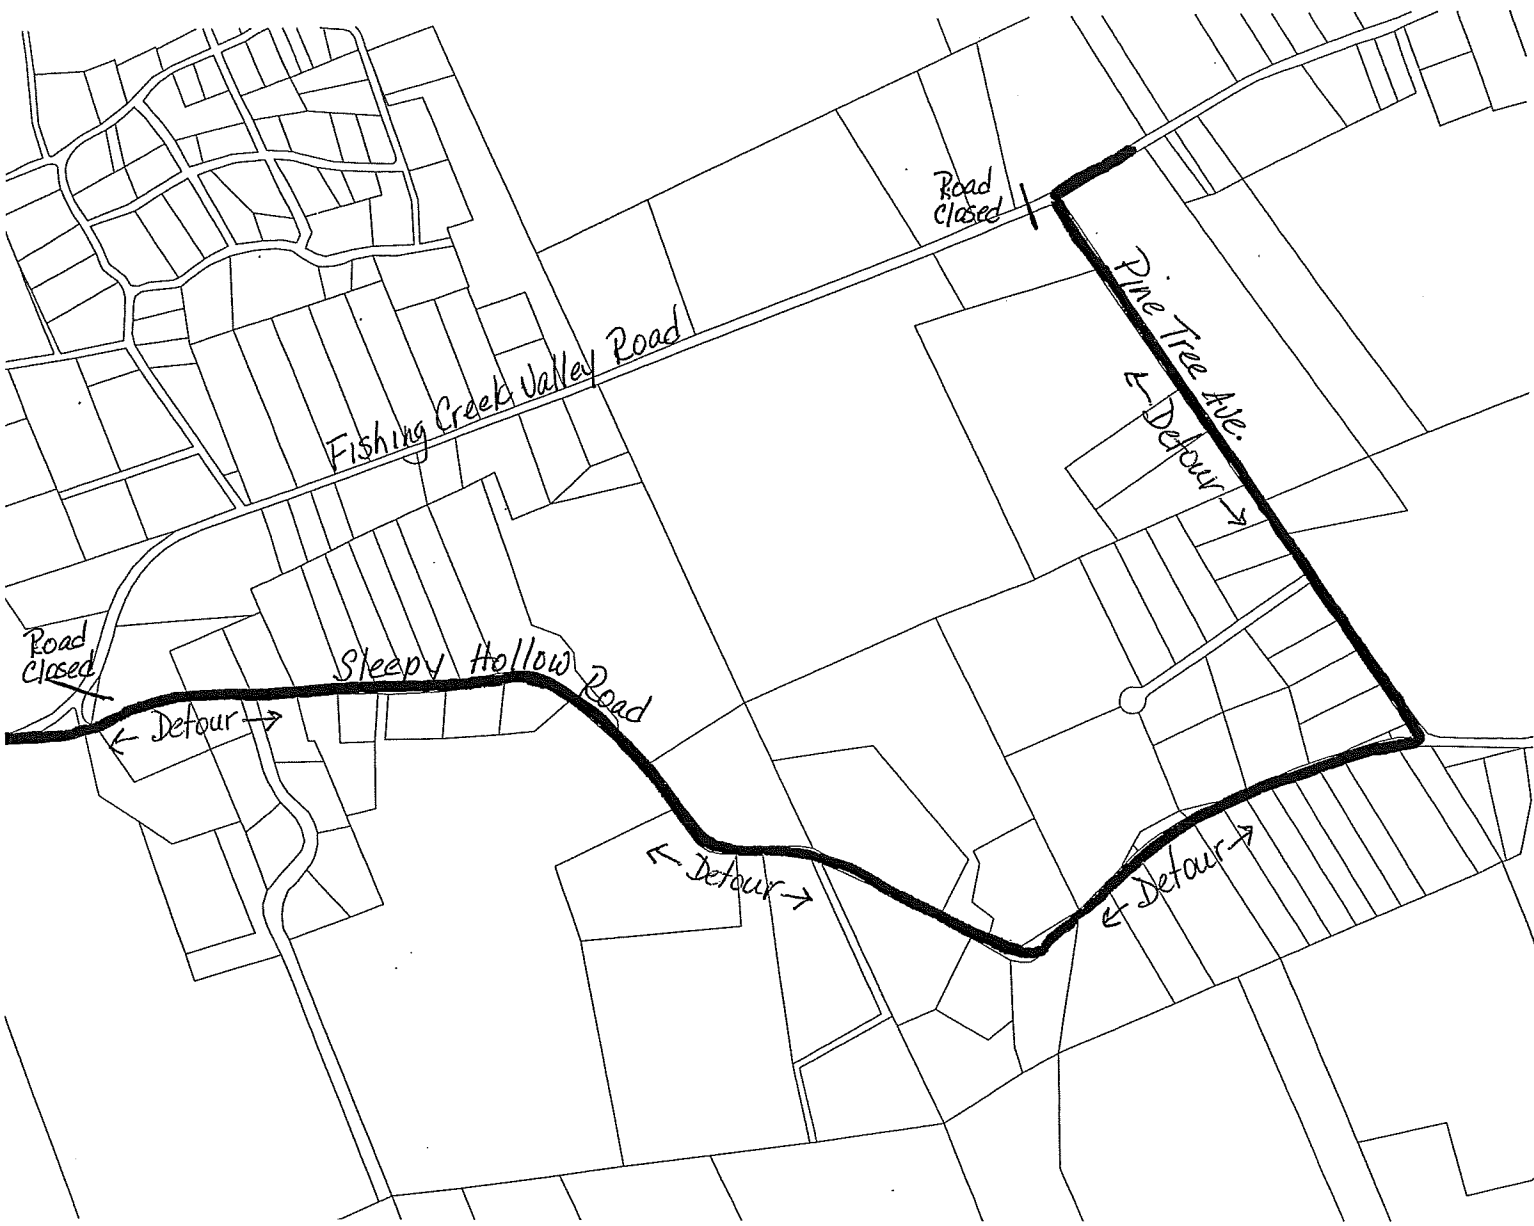 Road
Closed
Pine Tree Ave.
← Detour →
Fishing Creek Valley Road
Road
Closed
Sleepy Hollow Road
← Detour →
← Detour →
← Detour →